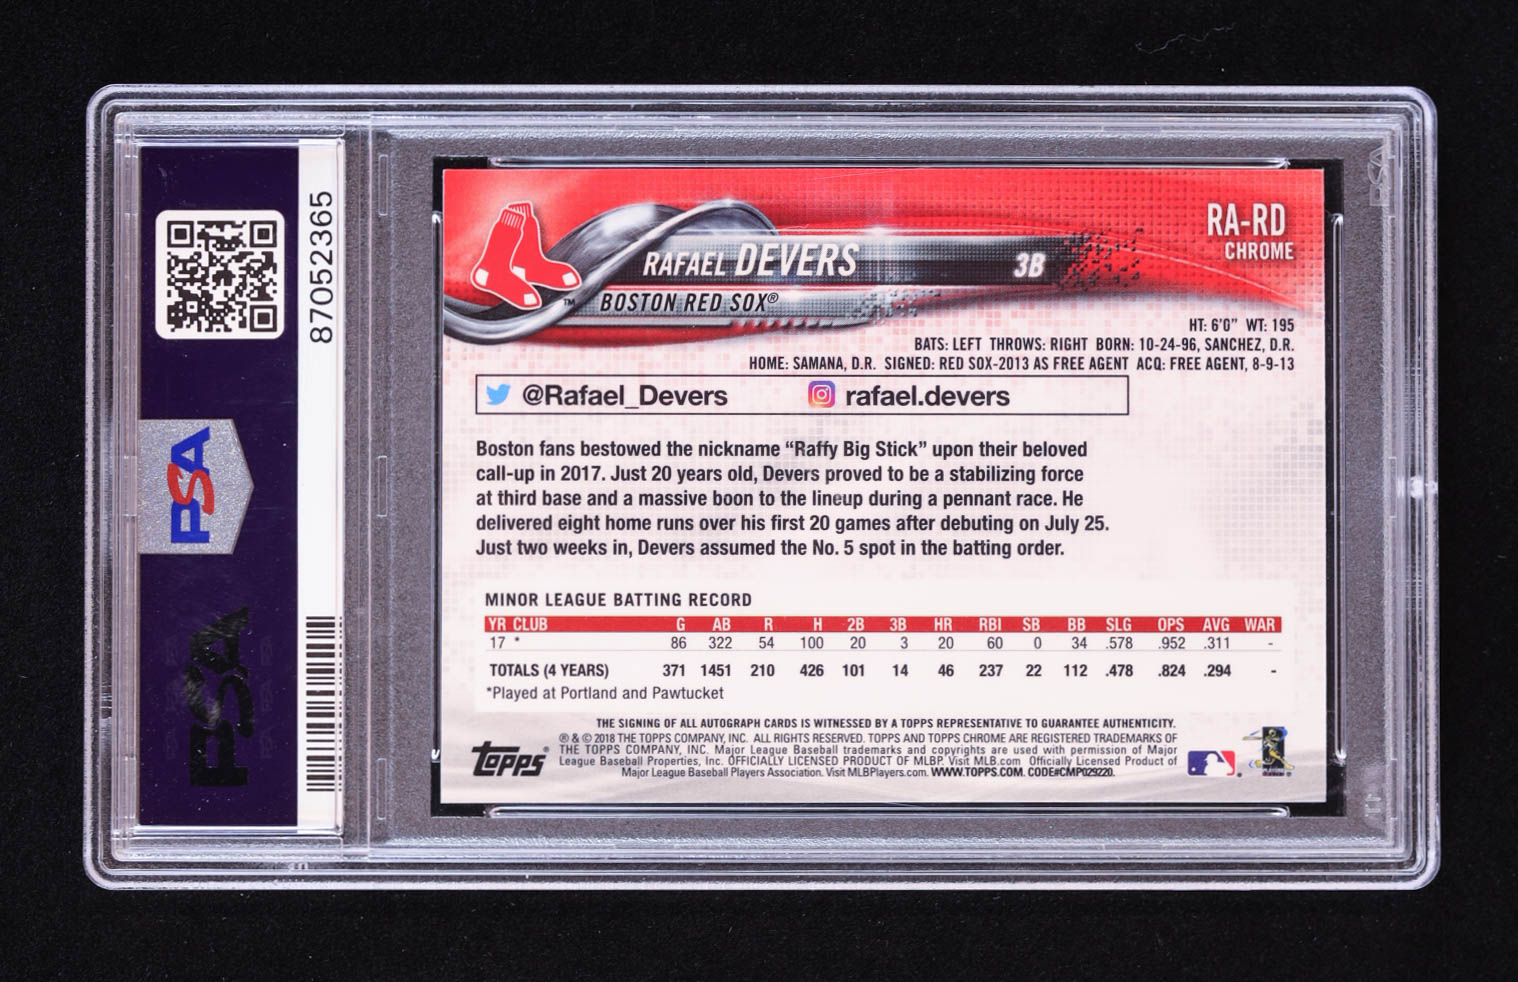 87052365
PSA
PSA
RA-RD
CHROME
RAFAEL DEVERS 3B
BOSTON RED SOX®
HT: 6'0" WT: 195
BATS: LEFT THROWS: RIGHT BORN: 10-24-96, SANCHEZ, D.R.
HOME: SAMANA, D.R. SIGNED: RED SOX-2013 AS FREE AGENT ACQ: FREE AGENT, 8-9-13
@Rafael_Devers rafael.devers
Boston fans bestowed the nickname “Raffy Big Stick” upon their beloved
call-up in 2017. Just 20 years old, Devers proved to be a stabilizing force
at third base and a massive boon to the lineup during a pennant race. He
delivered eight home runs over his first 20 games after debuting on July 25.
Just two weeks in, Devers assumed the No. 5 spot in the batting order.
MINOR LEAGUE BATTING RECORD
YR CLUB G AB R H 2B 3B HR RBI SB BB SLG OPS AVG WAR
17 * 86 322 54 100 20 3 20 60 0 34 .578 .952 .311 -
TOTALS (4 YEARS) 371 1451 210 426 101 14 46 237 22 112 .478 .824 .294 -
*Played at Portland and Pawtucket
THE SIGNING OF ALL AUTOGRAPH CARDS IS WITNESSED BY A TOPPS REPRESENTATIVE TO GUARANTEE AUTHENTICITY.
® & © 2018 THE TOPPS COMPANY, INC. ALL RIGHTS RESERVED. TOPPS AND TOPPS CHROME ARE REGISTERED TRADEMARKS OF
THE TOPPS COMPANY, INC. Major League Baseball trademarks and copyrights are used with permission of Major
League Baseball Properties, Inc. OFFICIALLY LICENSED PRODUCT OF MLBP. Visit MLB.com Officially Licensed Product of
Major League Baseball Players Association. Visit MLBPlayers.com. WWW.TOPPS.COM. CODE#CMP029220.
Topps®